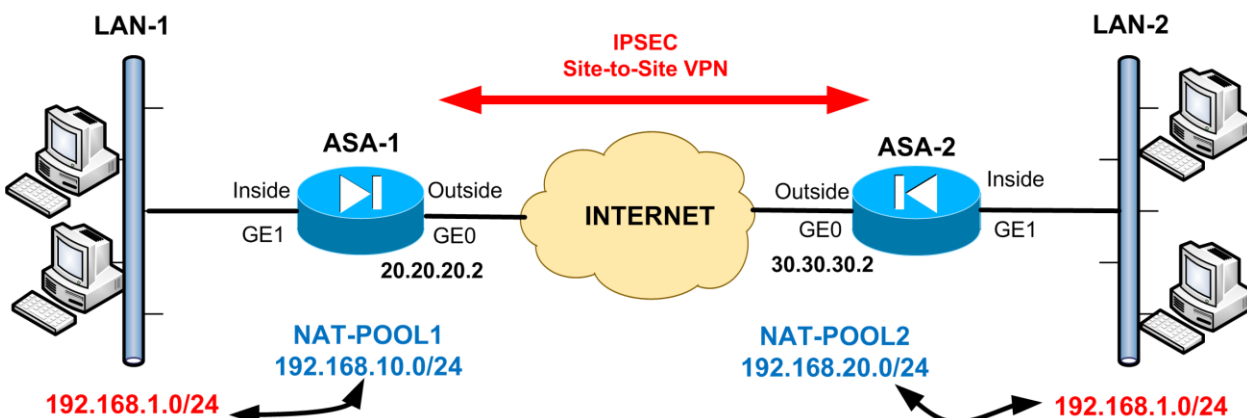 LAN-1
LAN-2
IPSEC
Site-to-Site VPN
ASA-1
ASA-2
Inside
Outside
INTERNET
Outside
Inside
GE1
GE0
GE0
GE1
20.20.20.2
30.30.30.2
NAT-POOL1
192.168.10.0/24
NAT-POOL2
192.168.20.0/24
192.168.1.0/24
192.168.1.0/24